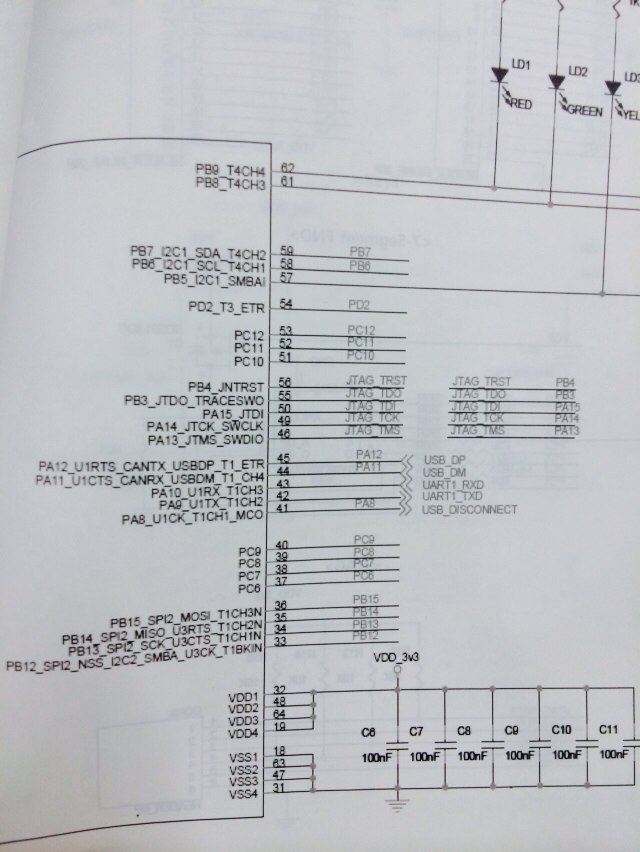 1K
LD1
LD2
LD3
RED
GREEN
YEL
PB9_T4CH4 62
PB8_T4CH3 61
PB7_I2C1_SDA_T4CH2 59 PB7
PB6_I2C1_SCL_T4CH1 58 PB6
PB5_I2C1_SMBAI 57
PD2_T3_ETR 54 PD2
PC12 53 PC12
PC11 52 PC11
PC10 51 PC10
PB4_JNTRST 56 JTAG_TRST JTAG_TRST PB4
PB3_JTDO_TRACESWO 55 JTAG_TDO JTAG_TDO PB3
PA15_JTDI 50 JTAG_TDI JTAG_TDI PA15
PA14_JTCK_SWCLK 49 JTAG_TCK JTAG_TCK PA14
PA13_JTMS_SWDIO 46 JTAG_TMS JTAG_TMS PA13
PA12_U1RTS_CANTX_USBDP_T1_ETR 45 PA12 USB_DP
PA11_U1CTS_CANRX_USBDM_T1_CH4 44 PA11 USB_DM
PA10_U1RX_T1CH3 43 UART1_RXD
PA9_U1TX_T1CH2 42 UART1_TXD
PA8_U1CK_T1CH1_MCO 41 PA8 USB_DISCONNECT
PC9 40 PC9
PC8 39 PC8
PC7 38 PC7
PC6 37 PC6
PB15_SPI2_MOSI_T1CH3N 36 PB15
PB14_SPI2_MISO_U3RTS_T1CH2N 35 PB14
PB13_SPI2_SCK_U3CTS_T1CH1N 34 PB13
PB12_SPI2_NSS_I2C2_SMBA_U3CK_T1BKIN 33 PB12
VDD_3v3
VDD1 32
VDD2 48
VDD3 64
VDD4 19
C6 C7 C8 C9 C10 C11
100nF 100nF 100nF 100nF 100nF 100nF
VSS1 18
VSS2 63
VSS3 47
VSS4 31